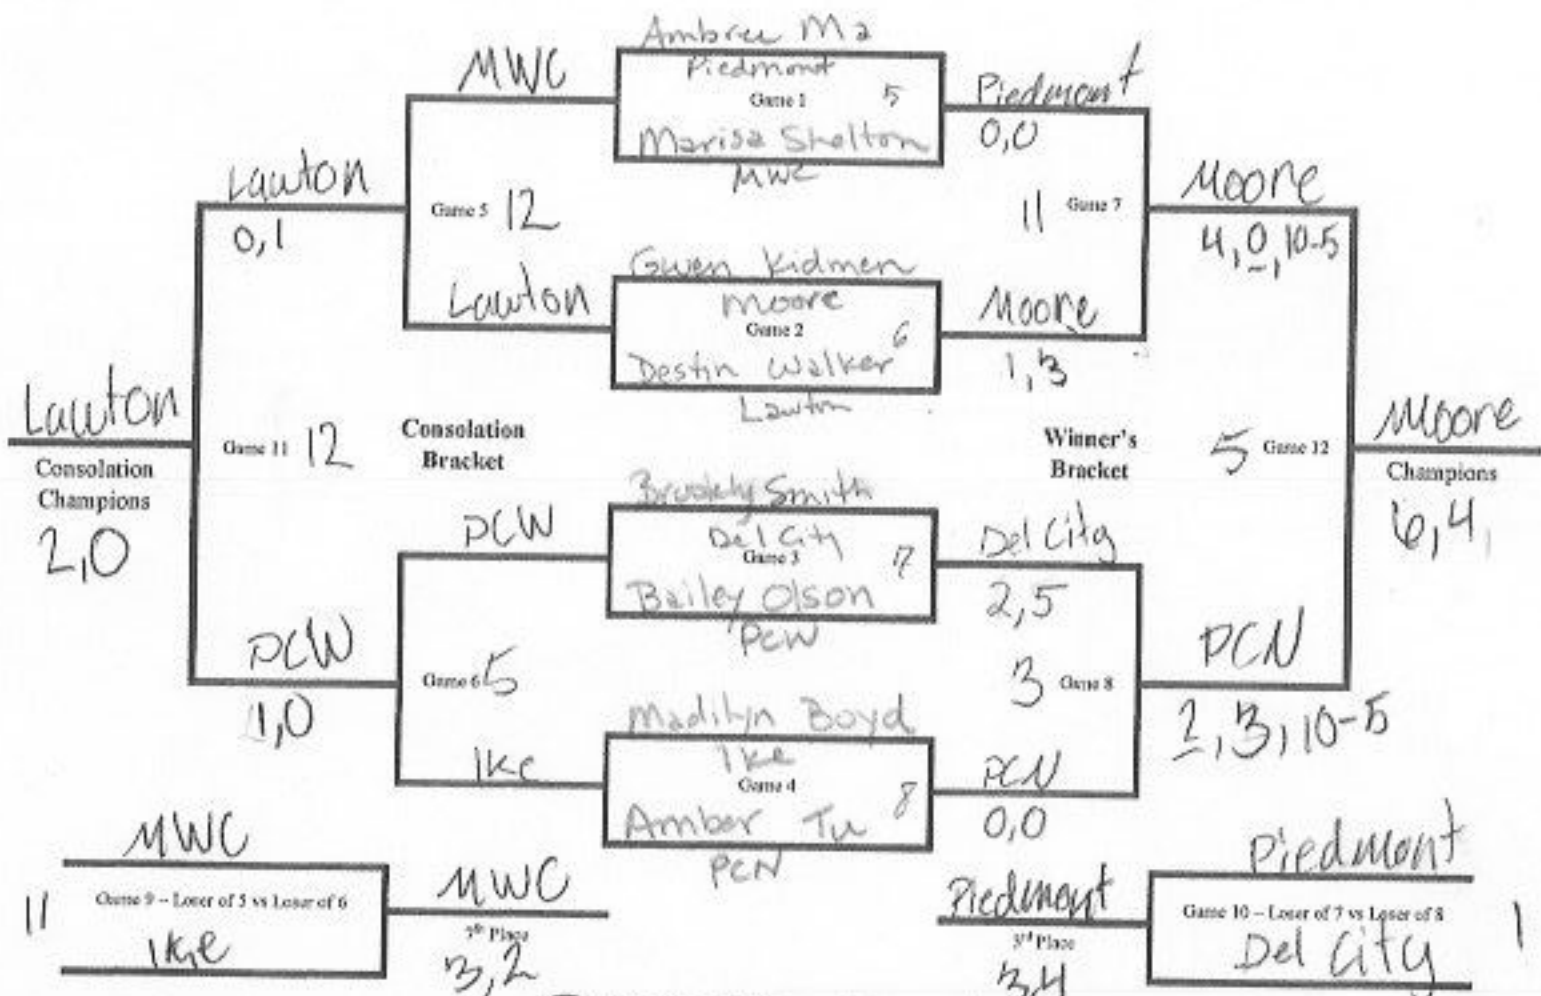 Ambree Ma
MWC
Piedmont
Game 1 5
Piedmont
0,0
Marisa Shelton
MWC
Lawton
0,1
Game 5 12
11 Game 7
Moore
4, 0, 10-5
Gwen Kidmen
Lawton
Moore
Game 2 6
Moore
1,3
Destin Walker
Lawton
Lawton
Consolation
Champions
2,0
Game 11 12
Consolation
Bracket
Winner's
Bracket
5 Game 12
Moore
Champions
6,4,
Smith
PCW
Del City
Game 3 7
Del City
2,5
Bailey Olson
PCW
PCW
1,0
Game 6 5
3 Game 8
PCN
2, 3, 10-5
Madilyn Boyd
Ike
Ike
Game 4 8
PCN
0,0
Amber Tu
PCN
MWC
11 Game 9 – Loser of 5 vs Loser of 6
Ike
MWC
7th Place
3,2
Piedmont
3rd Place
3,4
Piedmont
Game 10 – Loser of 7 vs Loser of 8 1
Del City